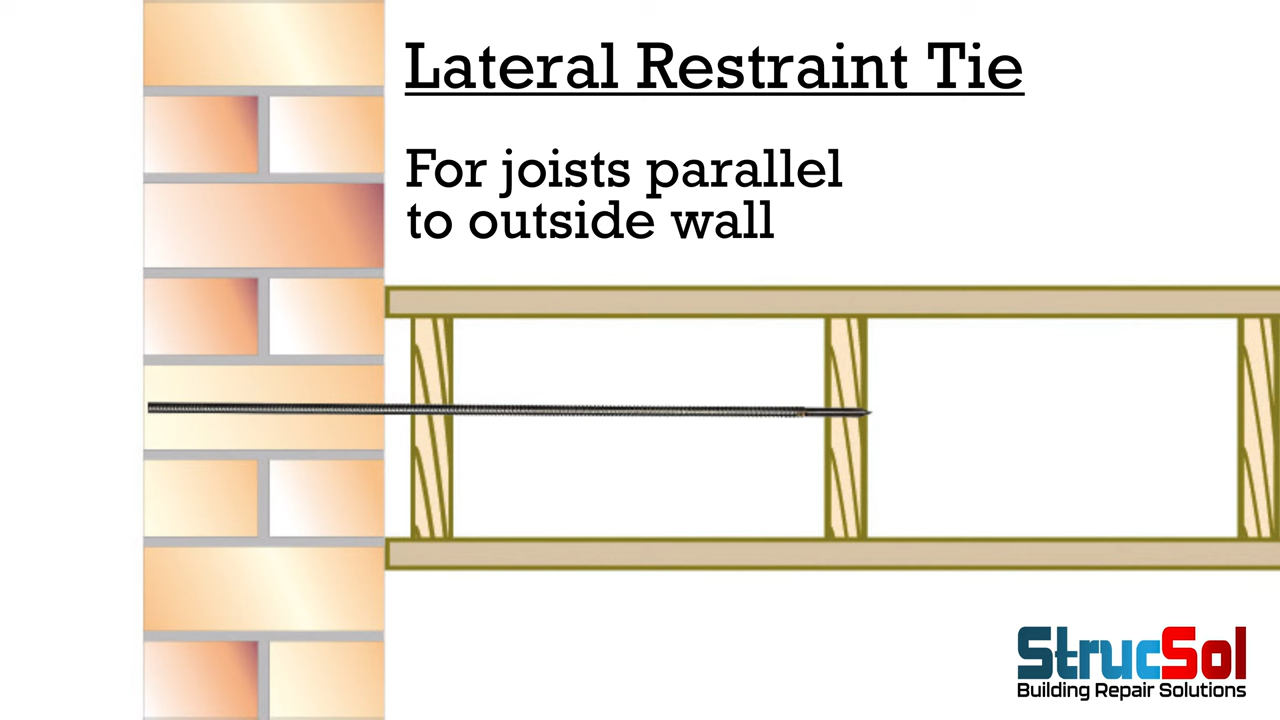 Lateral Restraint Tie
For joists parallel
to outside wall
StrucSol
Building Repair Solutions